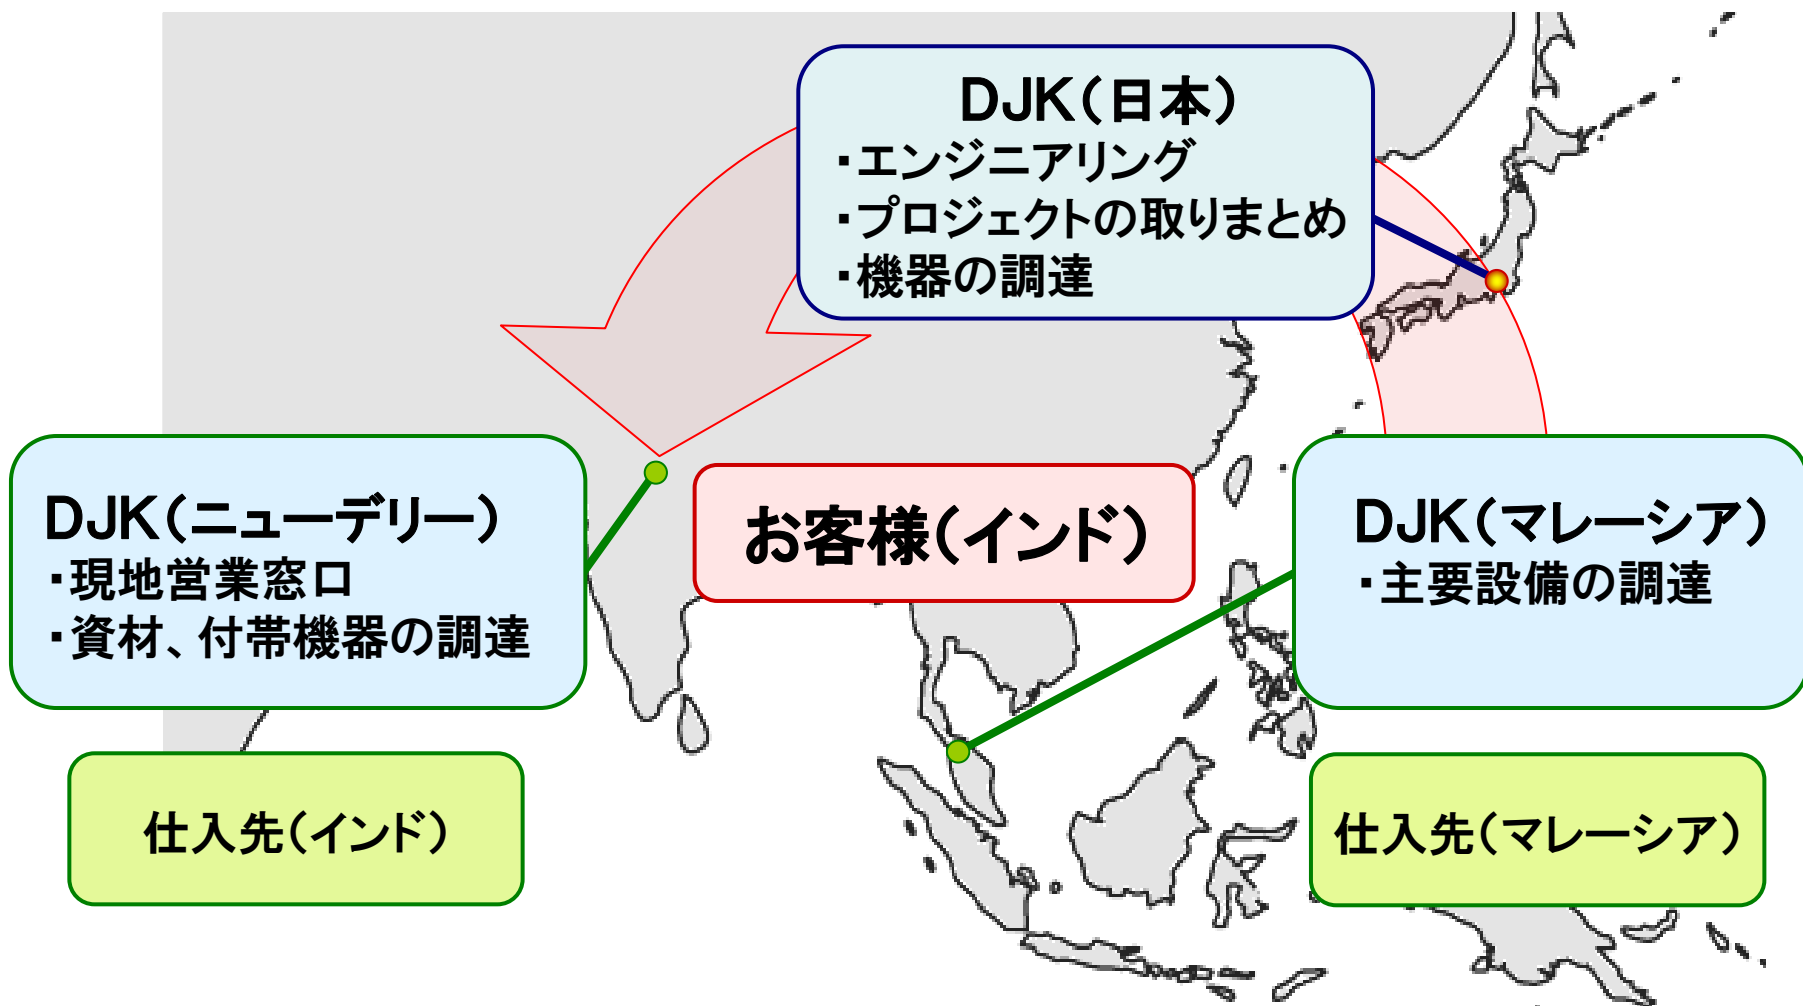 DJK（日本）
・エンジニアリング
・プロジェクトの取りまとめ
・機器の調達
DJK（ニューデリー）
・現地営業窓口
・資材、付帯機器の調達
お客様（インド）
DJK（マレーシア）
・主要設備の調達
仕入先（インド）
仕入先（マレーシア）